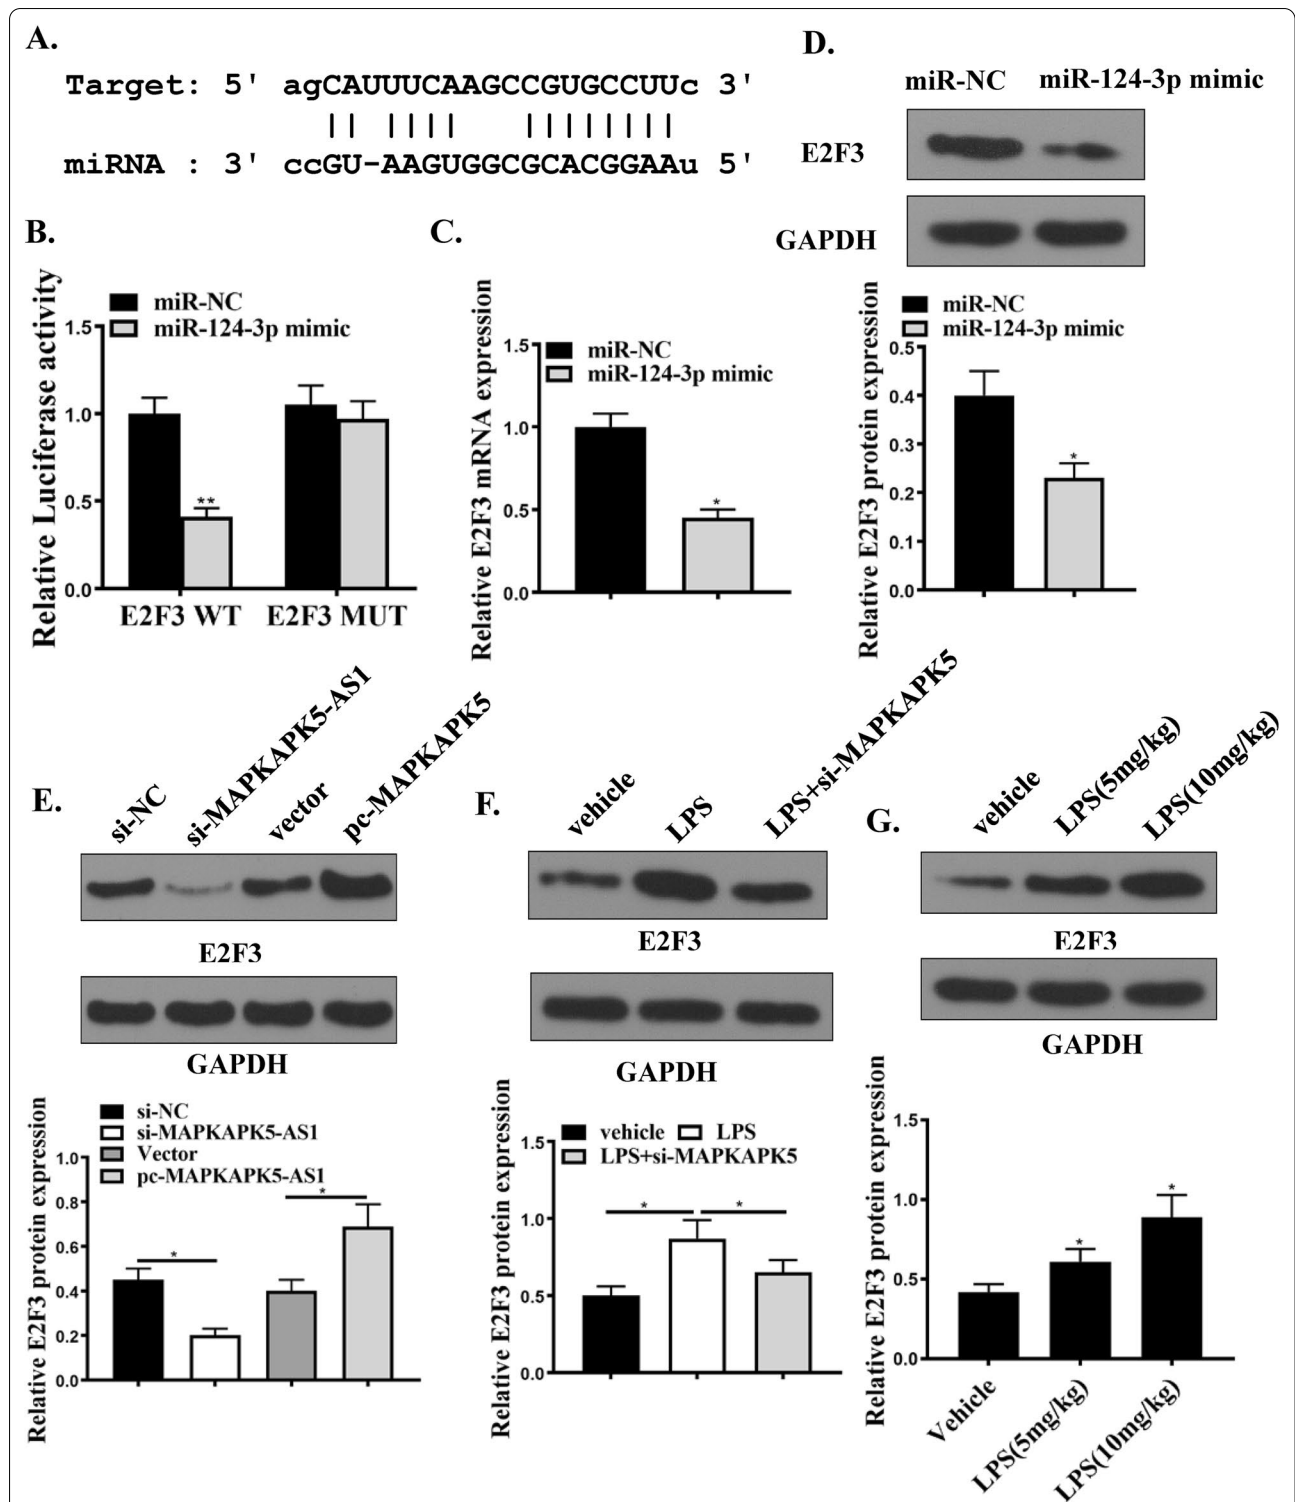 A.
Target: 5' agCAUUUCAAGCCGUGCCUUc 3'
miRNA : 3' ccGU-AAGUGGCGCACGGAAu 5'
B.
Relative Luciferase activity
miR-NC
miR-124-3p mimic
1.5
1.0
0.5
0.0
**
E2F3 WT E2F3 MUT
C.
Relative E2F3 mRNA expression
miR-NC
miR-124-3p mimic
1.5
1.0
0.5
0.0
*
D.
miR-NC miR-124-3p mimic
E2F3
GAPDH
Relative E2F3 protein expression
miR-NC
miR-124-3p mimic
0.5
0.4
0.3
0.2
0.1
0.0
*
E.
si-NC
si-MAPKAPK5-AS1
vector
pc-MAPKAPK5
E2F3
GAPDH
Relative E2F3 protein expression
si-NC
si-MAPKAPK5-AS1
Vector
pc-MAPKAPK5-AS1
1.0
0.8
0.6
0.4
0.2
0.0
*
*
F.
vehicle
LPS
LPS+si-MAPKAPK5
E2F3
GAPDH
Relative E2F3 protein expression
vehicle LPS
LPS+si-MAPKAPK5
1.5
1.0
0.5
0.0
* *
G.
vehicle
LPS(5mg/kg)
LPS(10mg/kg)
E2F3
GAPDH
Relative E2F3 protein expression
1.5
1.0
0.5
0.0
*
*
Vehicle
LPS(5mg/kg)
LPS(10mg/kg)